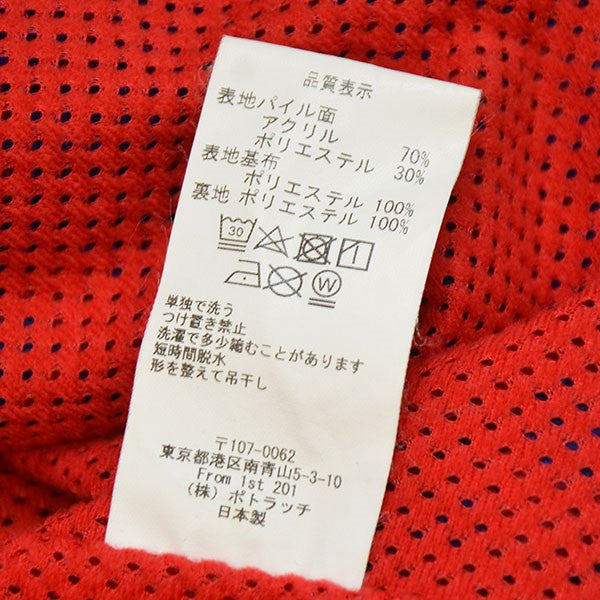 品質表示
表地パイル面
アクリル 70%
ポリエステル 30%
表地基布
ポリエステル 100%
裏地 ポリエステル 100%
30
W
単独で洗う
つけ置き禁止
洗濯で多少縮むことがあります
短時間脱水
形を整えて吊干し
〒107-0062
東京都港区南青山5-3-10
From 1st 201
(株) ポトラッチ
日本製